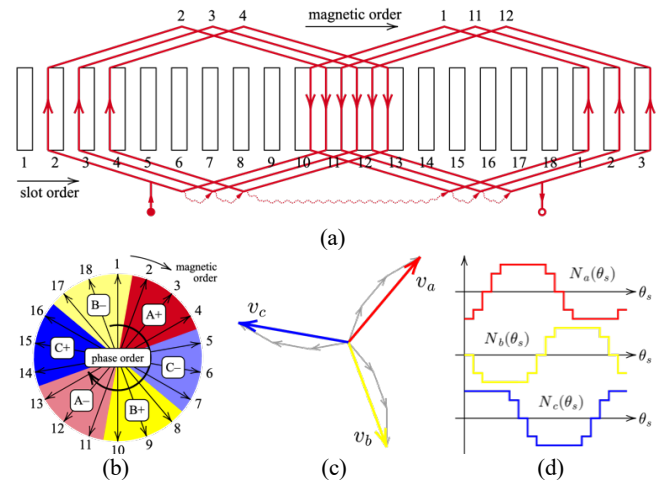 2 3 4 magnetic order 1 11 12
1 2 3 4 5 6 7 8 9 10 11 12 13 14 15 16 17 18 1 2 3
slot order
(a)
1
18 2
17 3
16 4
15 5
14 6
13 7
12 8
11 10 9
magnetic
order
B−
A+
C+
C−
phase order
A−
B+
v_a
v_c
v_b
N_a(θ_s)
θ_s
N_b(θ_s)
θ_s
N_c(θ_s)
θ_s
(b) (c) (d)